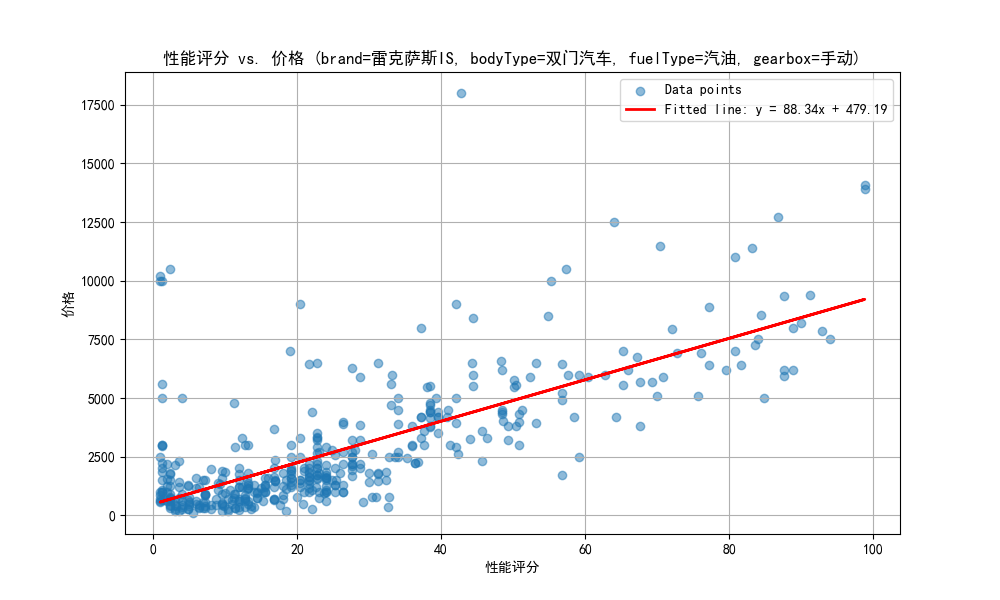 性能评分 vs. 价格 (brand=雷克萨斯IS, bodyType=双门汽车, fuelType=汽油, gearbox=手动)
Data points
Fitted line: y = 88.34x + 479.19
17500
15000
12500
10000
7500
5000
2500
0
价格
0 20 40 60 80 100
性能评分